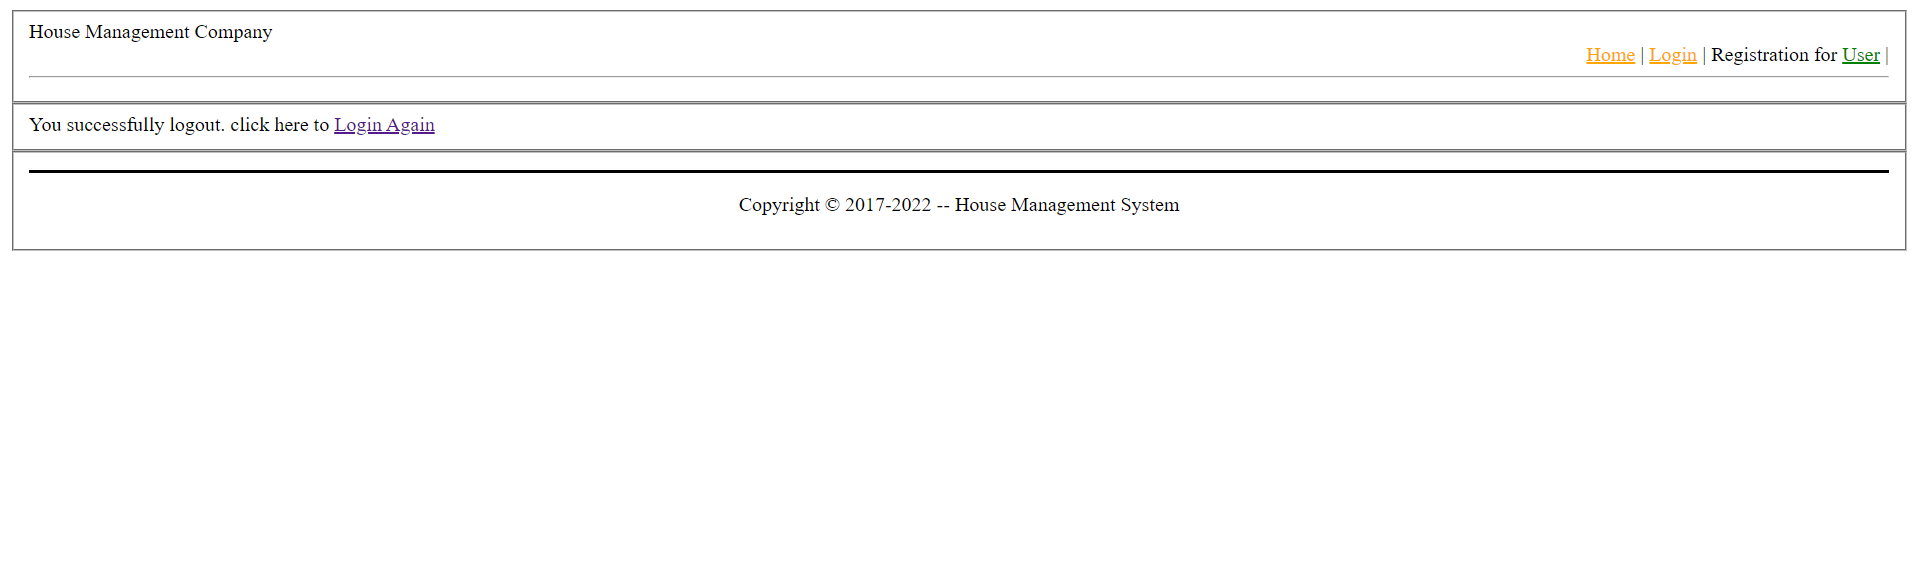 House Management Company
Home | Login | Registration for User |
You successfully logout. click here to Login Again
Copyright © 2017-2022 -- House Management System